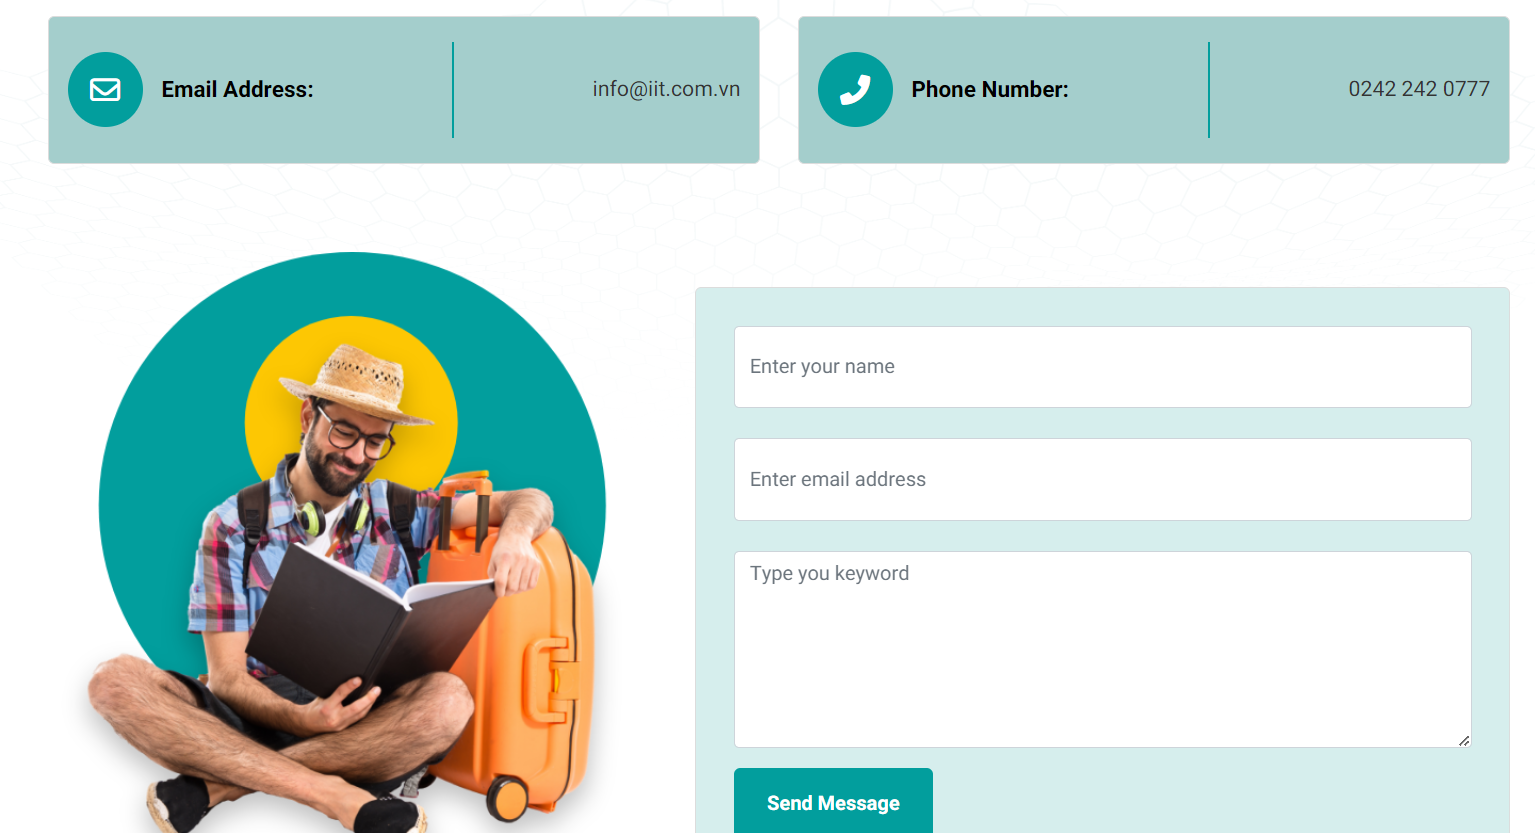 Email Address:
info@iit.com.vn
Phone Number:
0242 242 0777
Enter your name
Enter email address
Type you keyword
Send Message